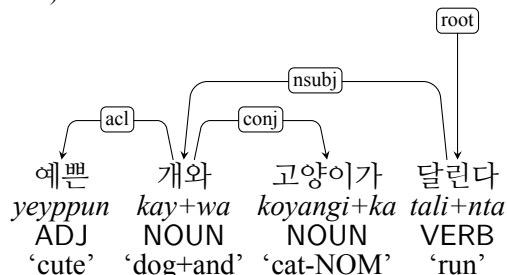 root
nsubj
acl conj
예쁜 개와 고양이가 달린다
yeyppun kay+wa koyangi+ka tali+nta
ADJ NOUN NOUN VERB
‘cute’ ‘dog+and’ ‘cat-NOM’ ‘run’